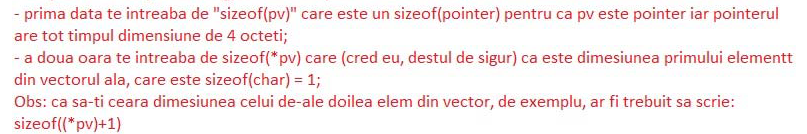 - prima data te intreaba de "sizeof(pv)" care este un sizeof(pointer) pentru ca pv este pointer iar pointerul
are tot timpul dimensiune de 4 octeti;
- a doua oara te intreaba de sizeof(*pv) care (cred eu, destul de sigur) ca este dimesiunea primului elementt
din vectorul ala, care este sizeof(char) = 1;
Obs: ca sa-ti ceara dimesiunea celui de-ale doilea elem din vector, de exemplu, ar fi trebuit sa scrie:
sizeof((*pv)+1)